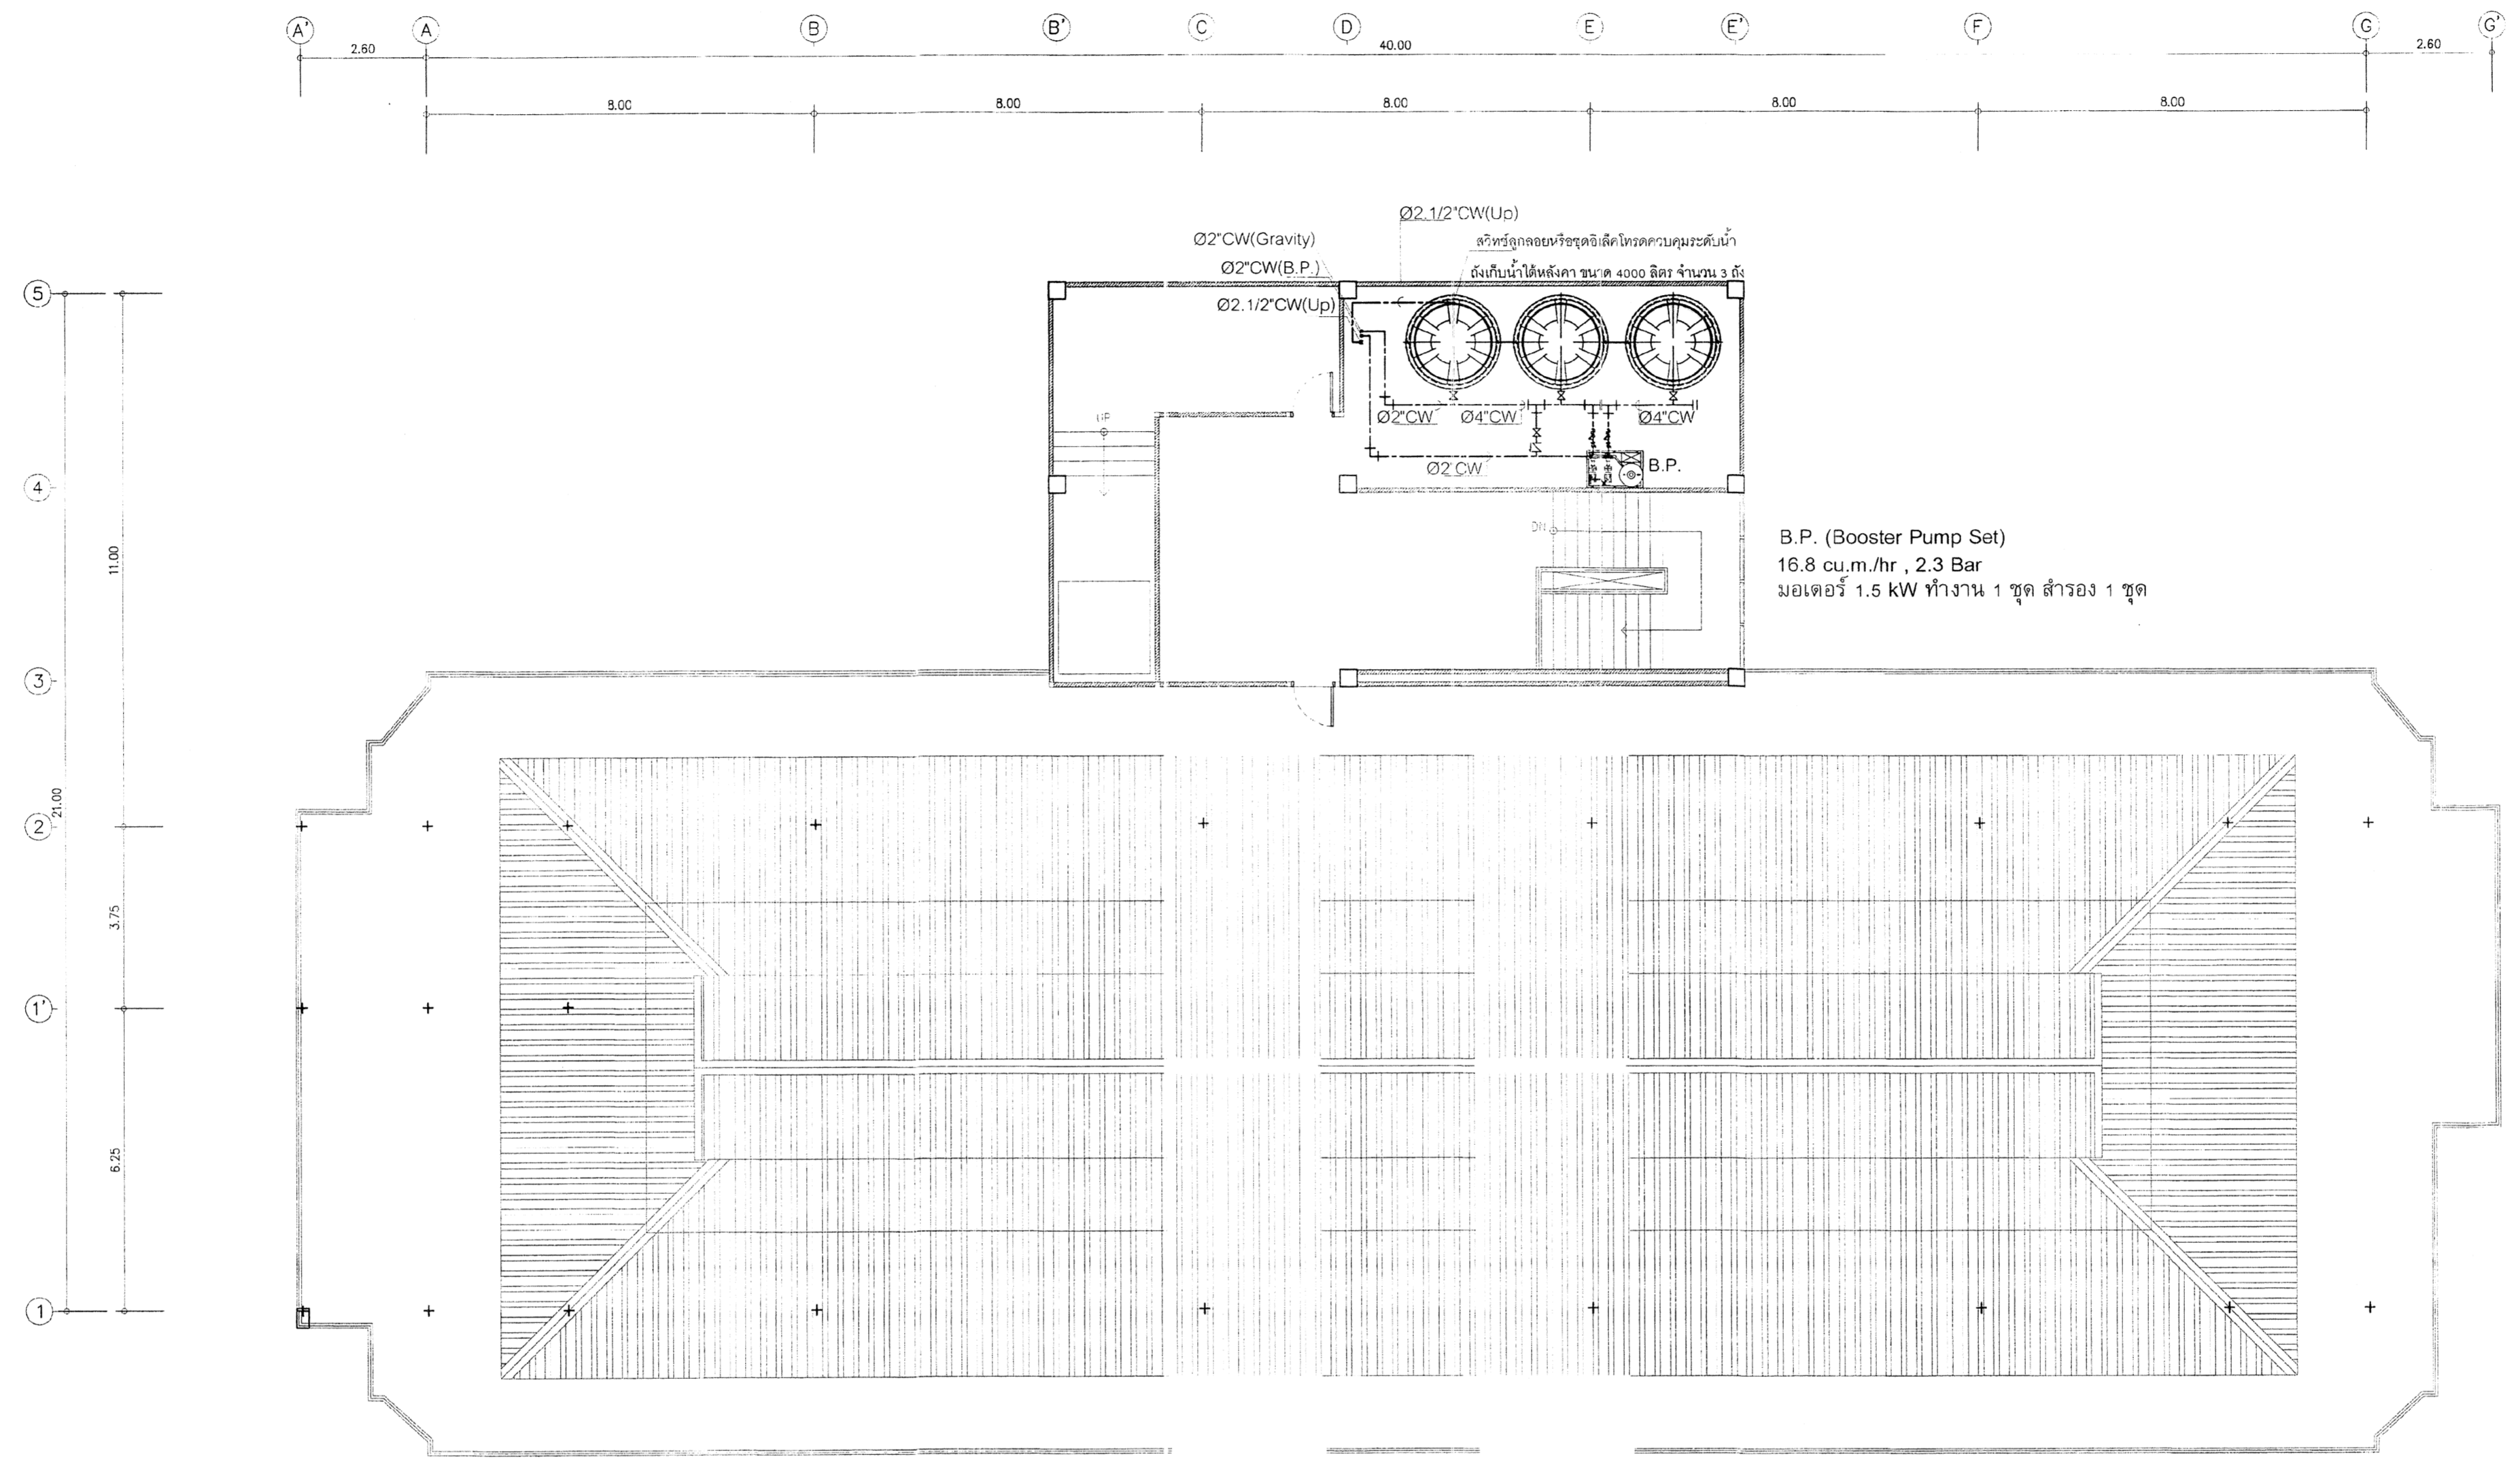 A' A B B' C D E E' F G G'
2.60 40.00 2.60
8.00 8.00 8.00 8.00 8.00
Ø2.1/2"CW(Up)
Ø2"CW(Gravity)
สวิทซ์ลูกลอยหรือชุดอิเล็คโทรดควบคุมระดับน้ำ
Ø2"CW(B.P.)
ถังเก็บน้ำใต้หลังคา ขนาด 4000 ลิตร จำนวน 3 ถัง
5
Ø2.1/2"CW(Up)
UP
Ø2"CW Ø4"CW Ø4"CW
Ø2"CW
B.P.
4
DN
B.P. (Booster Pump Set)
11.00
16.8 cu.m./hr , 2.3 Bar
มอเตอร์ 1.5 kW ทำงาน 1 ชุด สำรอง 1 ชุด
3
21.00
2
3.75
1'
6.25
1